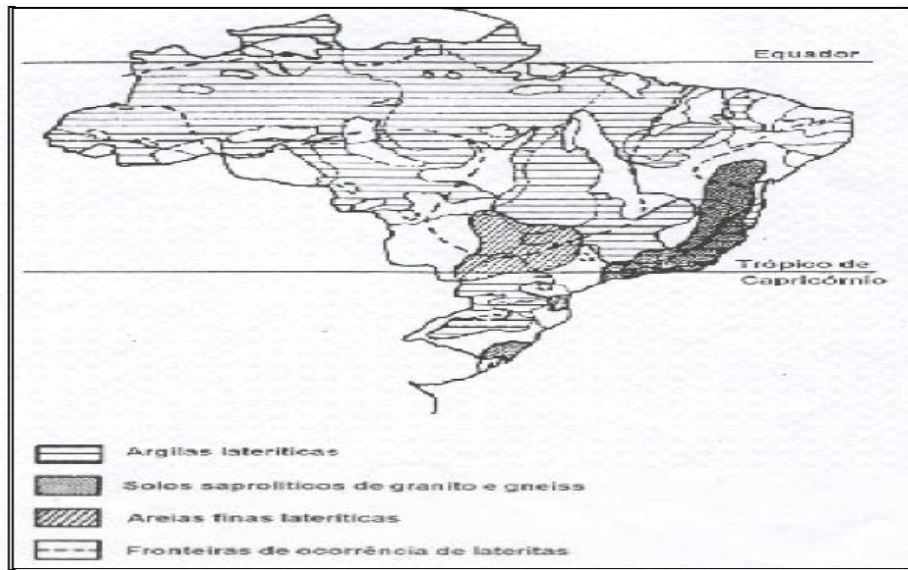 Equador
Trópico de
Capricórnio
Argilas lateríticas
Solos saprolíticos de granito e gneiss
Areias finas lateríticas
Fronteiras de ocorrência de lateritas